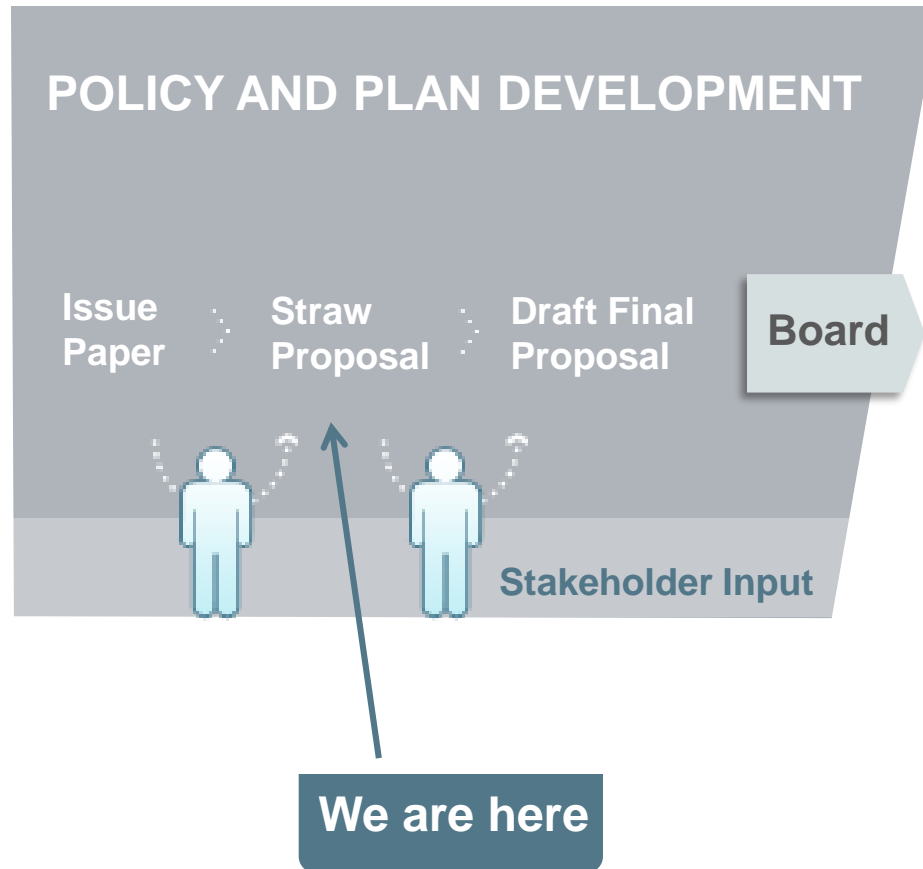 POLICY AND PLAN DEVELOPMENT
Issue
Paper
Straw
Proposal
Draft Final
Proposal
Board
Stakeholder Input
We are here